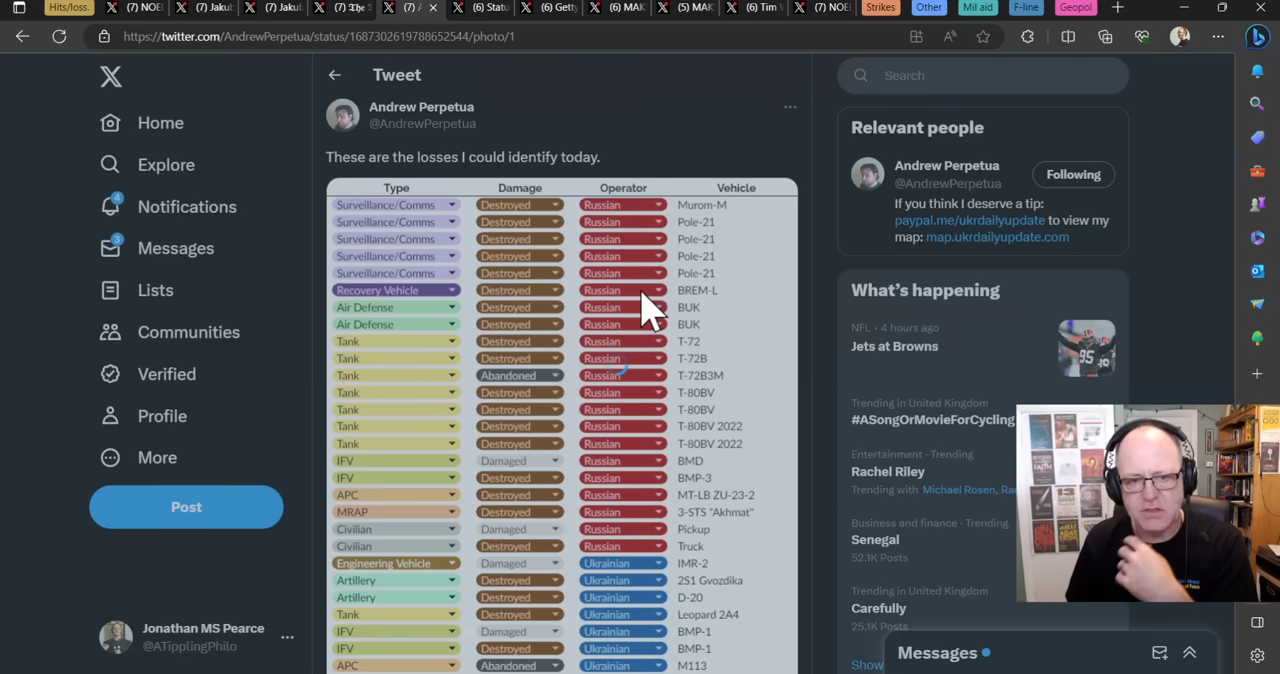 Hits/loss.
(7) NOEL
(7) Jakub
(7) Jakub
(6) Statu
(6) Getty
(6) MAK
(5) MAK
(6) Tim
(7) NOEL
Strikes
Other
Mil aid
F-line
Geopol
https://twitter.com/AndrewPerpetua/status/1687302619788652544/photo/1
Home
Explore
4
Notifications
3
Messages
Lists
Communities
Verified
Profile
More
Post
Jonathan MS Pearce
@ATipplingPhilo
Tweet
Andrew Perpetua
@AndrewPerpetua
These are the losses I could identify today.
Type Damage Operator Vehicle
Surveillance/Comms Destroyed Russian Murom-M
Surveillance/Comms Destroyed Russian Pole-21
Surveillance/Comms Destroyed Russian Pole-21
Surveillance/Comms Destroyed Russian Pole-21
Surveillance/Comms Destroyed Russian Pole-21
Recovery Vehicle Destroyed Russian BREM-L
Air Defense Destroyed Russian BUK
Air Defense Destroyed Russian BUK
Tank Destroyed Russian T-72
Tank Destroyed Russian T-72B
Tank Abandoned Russian T-72B3M
Tank Destroyed Russian T-80BV
Tank Destroyed Russian T-80BV
Tank Destroyed Russian T-80BV 2022
Tank Destroyed Russian T-80BV 2022
IFV Damaged Russian BMD
IFV Destroyed Russian BMP-3
APC Destroyed Russian MT-LB ZU-23-2
MRAP Destroyed Russian 3-STS "Akhmat"
Civilian Damaged Russian Pickup
Civilian Destroyed Russian Truck
Engineering Vehicle Damaged Ukrainian IMR-2
Artillery Destroyed Ukrainian 2S1 Gvozdika
Artillery Destroyed Ukrainian D-20
Tank Destroyed Ukrainian Leopard 2A4
IFV Damaged Ukrainian BMP-1
IFV Destroyed Ukrainian BMP-1
APC Abandoned Ukrainian M113
Search
Relevant people
Andrew Perpetua
@AndrewPerpetua
Following
If you think I deserve a tip:
paypal.me/ukrdailyupdate to view my
map: map.ukrdailyupdate.com
What's happening
NFL · 4 hours ago
Jets at Browns
Trending in United Kingdom
#ASongOrMovieForCycling
Entertainment · Trending
Rachel Riley
Trending with Michael Rosen, Rac
Business and finance · Trending
Senegal
52.1K Posts
Trending in United Kingdom
Carefully
25.1K Posts
Show
Messages